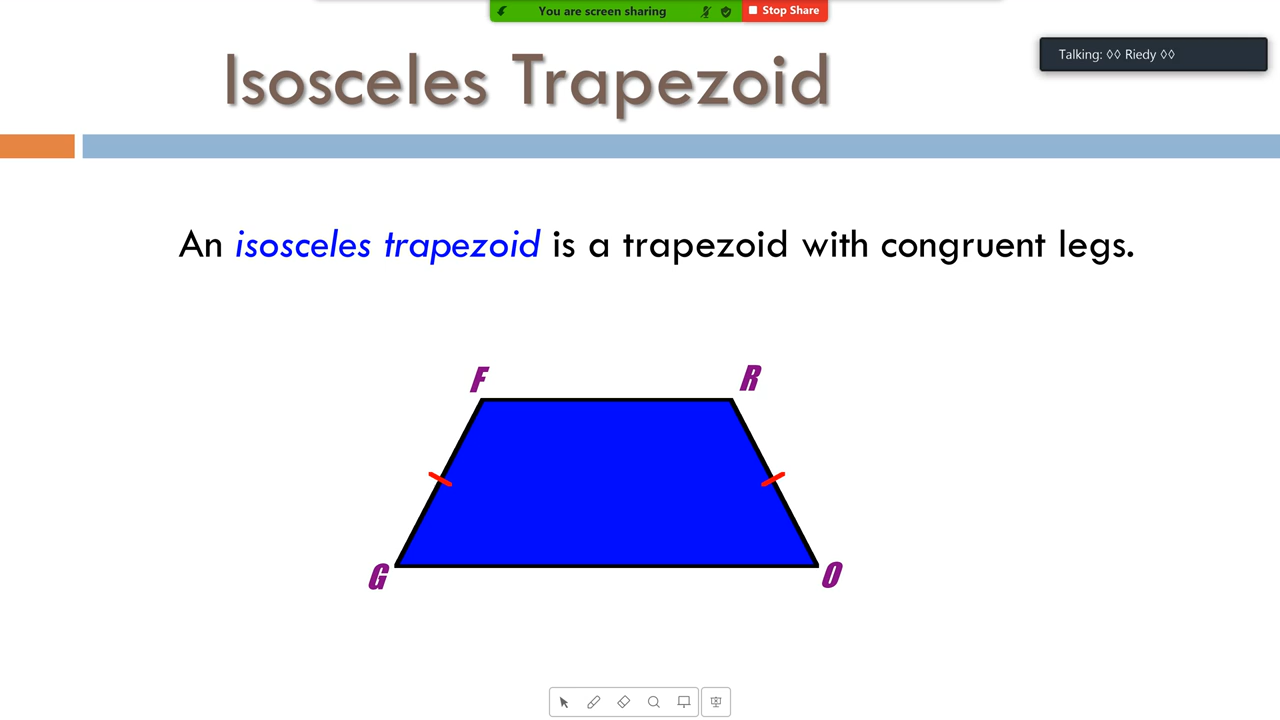 You are screen sharing
Stop Share
Talking: ◊◊ Riedy ◊◊
Isosceles Trapezoid
An isosceles trapezoid is a trapezoid with congruent legs.
F R
G O